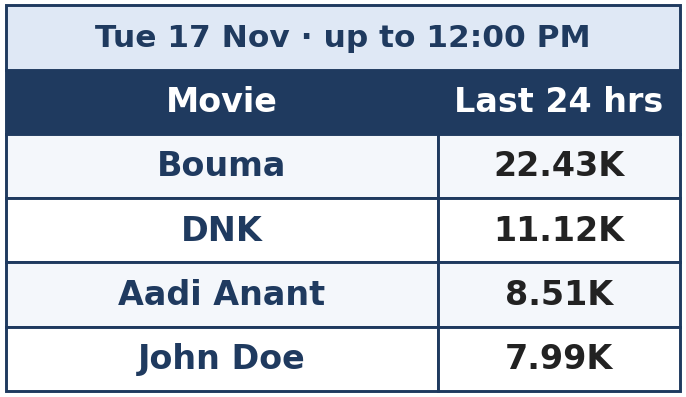 Tue 17 Nov · up to 12:00 PM
Movie Last 24 hrs
Bouma 22.43K
DNK 11.12K
Aadi Anant 8.51K
John Doe 7.99K